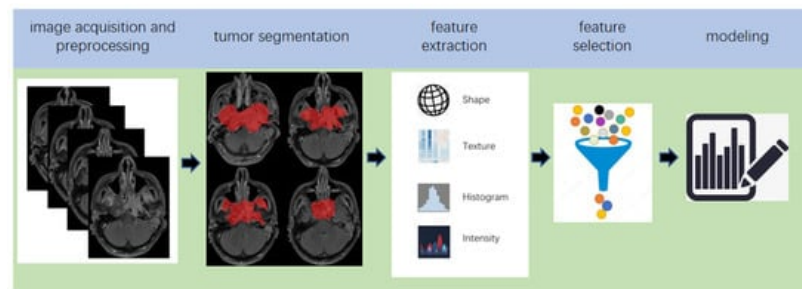 image acquisition and
preprocessing
tumor segmentation
feature
extraction
feature
selection
modeling
Shape
Texture
Histogram
Intensity